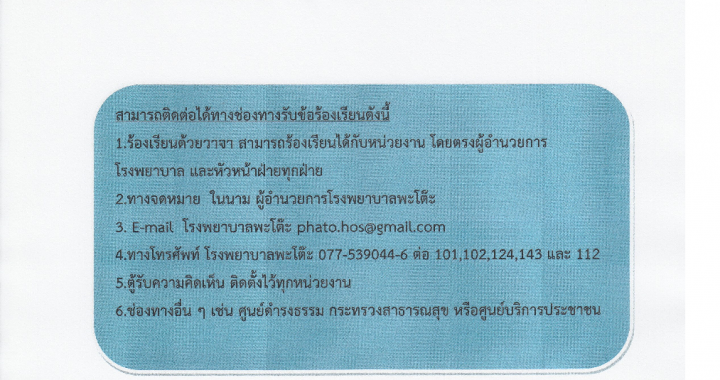 สามารถติดต่อได้ทางช่องทางรับข้อร้องเรียนดังนี้
1.ร้องเรียนด้วยวาจา สามารถร้องเรียนได้กับหน่วยงาน โดยตรงผู้อำนวยการ
โรงพยาบาล และหัวหน้าฝ่ายทุกฝ่าย
2.ทางจดหมาย ในนาม ผู้อำนวยการโรงพยาบาลพะโต๊ะ
3. E-mail โรงพยาบาลพะโต๊ะ phato.hos@gmail.com
4.ทางโทรศัพท์ โรงพยาบาลพะโต๊ะ 077-539044-6 ต่อ 101,102,124,143 และ 112
5.ตู้รับความคิดเห็น ติดตั้งไว้ทุกหน่วยงาน
6.ช่องทางอื่น ๆ เช่น ศูนย์ดำรงธรรม กระทรวงสาธารณสุข หรือศูนย์บริการประชาชน